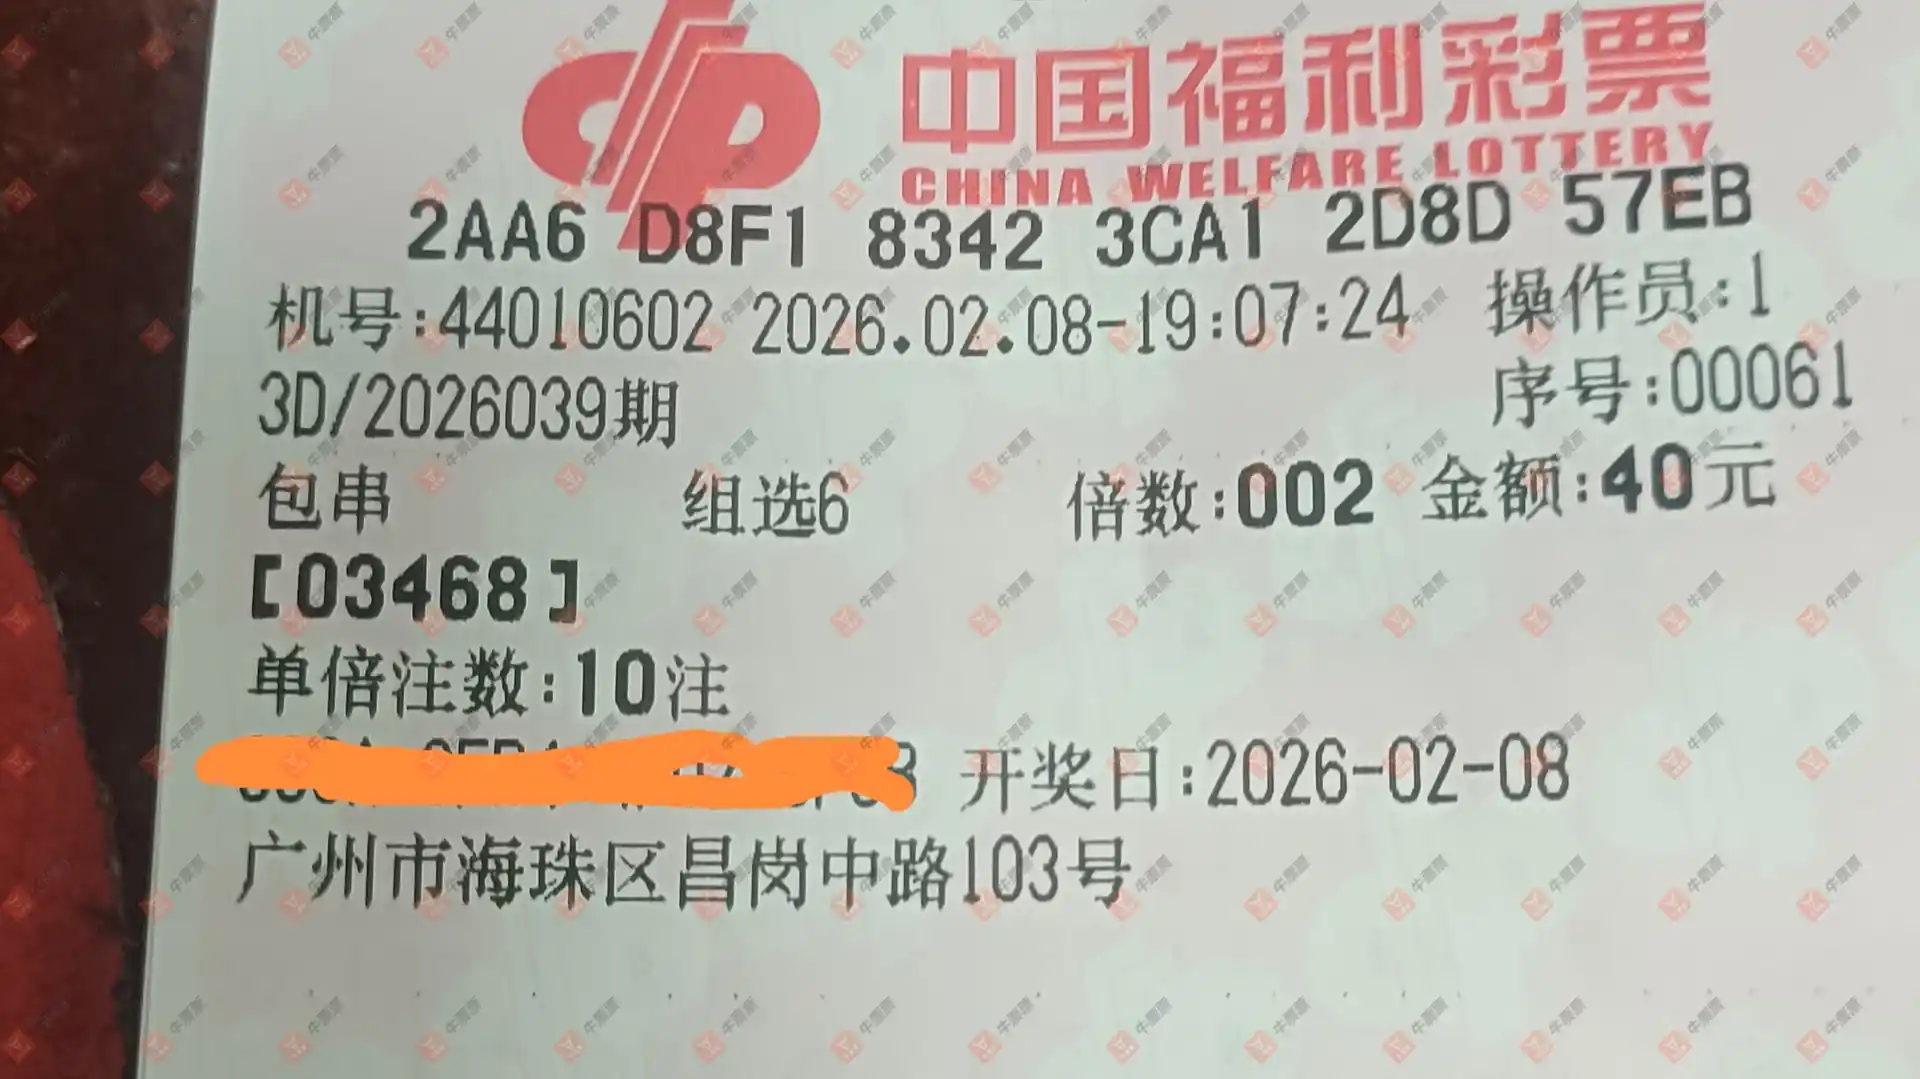 中国福利彩票
CHINA WELFARE LOTTERY
2AA6 D8F1 8342 3CA1 2D8D 57EB
机号:44010602 2026.02.08-19:07:24 操作员:1
3D/2026039期 序号:00061
包串 组选6 倍数:002 金额:40元
[03468]
单倍注数:10注
开奖日:2026-02-08
广州市海珠区昌岗中路103号